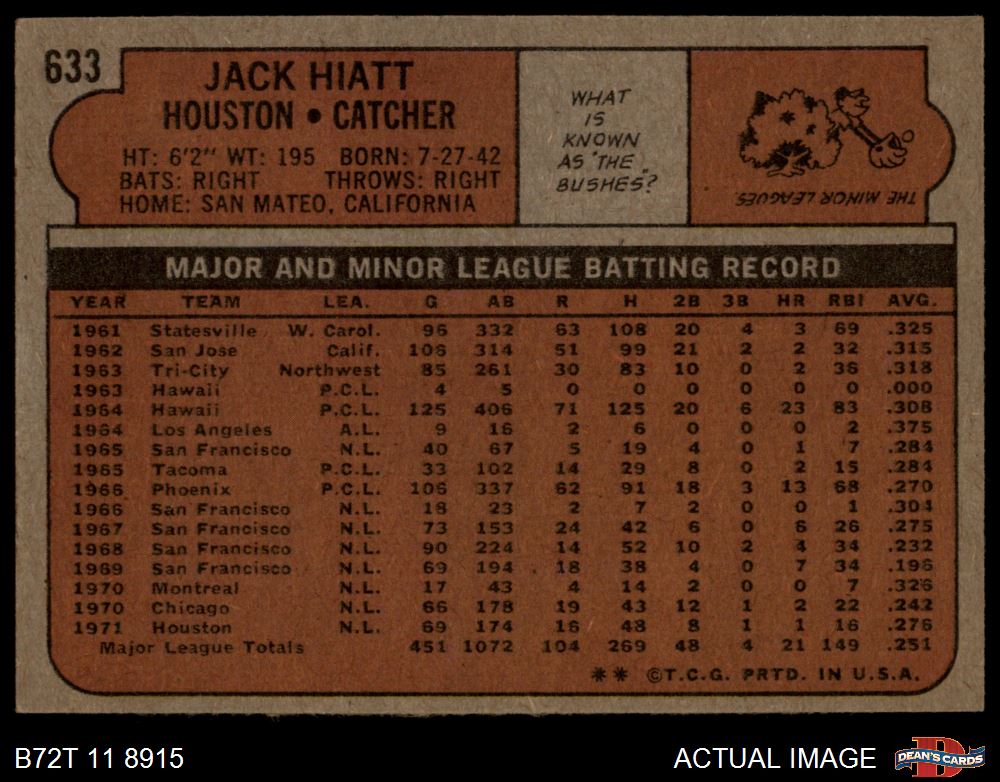 633
JACK HIATT
HOUSTON • CATCHER
HT: 6'2" WT: 195 BORN: 7-27-42
BATS: RIGHT THROWS: RIGHT
HOME: SAN MATEO, CALIFORNIA
WHAT
IS
KNOWN
AS "THE
BUSHES"?
THE MINOR LEAGUES.
MAJOR AND MINOR LEAGUE BATTING RECORD
YEAR TEAM LEA. G AB R H 2B 3B HR RBI AVG.
1961 Statesville W. Carol. 96 332 63 108 20 4 3 69 .325
1962 San Jose Calif. 106 314 51 99 21 2 2 32 .315
1963 Tri-City Northwest 85 261 30 83 10 0 2 36 .318
1963 Hawaii P.C.L. 4 5 0 0 0 0 0 0 .000
1964 Hawaii P.C.L. 125 406 71 125 20 6 23 83 .308
1964 Los Angeles A.L. 9 16 2 6 0 0 0 2 .375
1965 San Francisco N.L. 40 67 5 19 4 0 1 7 .284
1965 Tacoma P.C.L. 33 102 14 29 8 0 2 15 .284
1966 Phoenix P.C.L. 106 337 62 91 18 3 13 68 .270
1966 San Francisco N.L. 18 23 2 7 2 0 0 1 .304
1967 San Francisco N.L. 73 153 24 42 6 0 6 26 .275
1968 San Francisco N.L. 90 224 14 52 10 2 4 34 .232
1969 San Francisco N.L. 69 194 18 38 4 0 7 34 .196
1970 Montreal N.L. 17 43 4 14 2 0 0 7 .326
1970 Chicago N.L. 66 178 19 43 12 1 2 22 .242
1971 Houston N.L. 69 174 16 48 8 1 1 16 .276
Major League Totals 451 1072 104 269 48 4 21 149 .251
** ©T.C.G. PRTD. IN U.S.A.
B72T 11 8915
ACTUAL IMAGE
D
DEAN'S CARDS